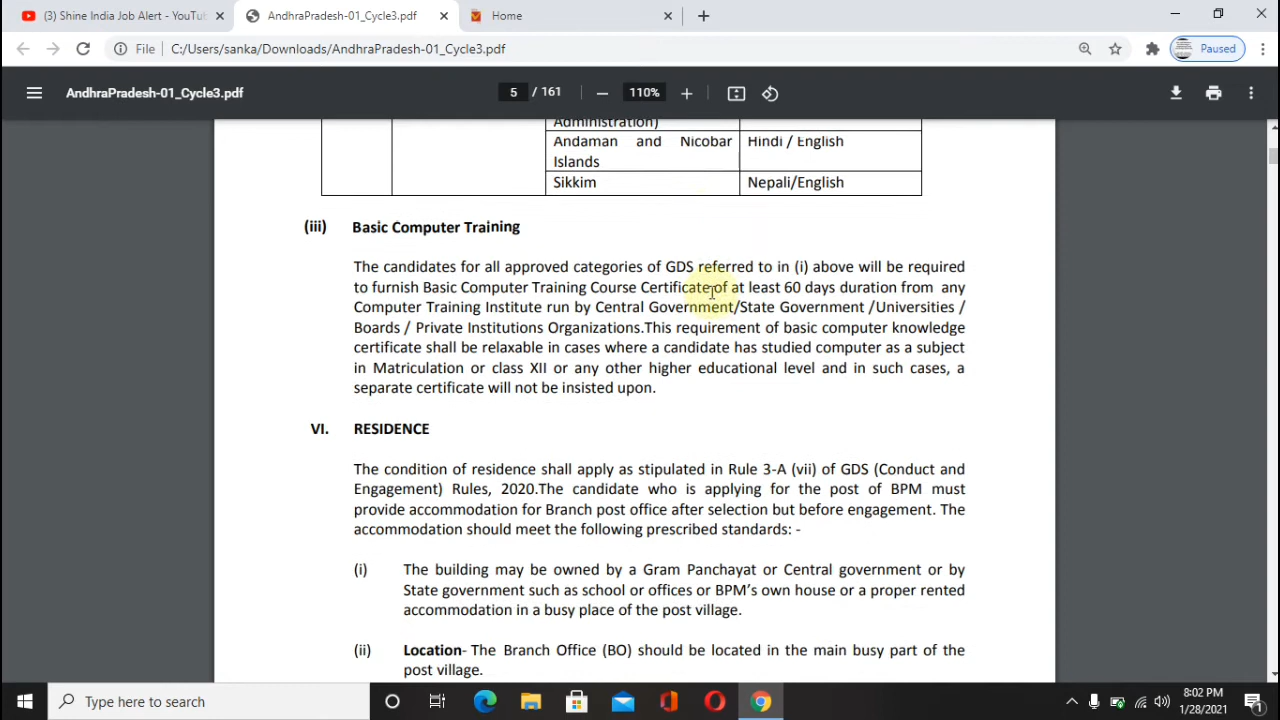 (3) Shine India Job Alert - YouTu
AndhraPradesh-01_Cycle3.pdf
Home
File
C:/Users/sanka/Downloads/AndhraPradesh-01_Cycle3.pdf
Paused
AndhraPradesh-01_Cycle3.pdf
5 / 161
110%
Administration)
Andaman and Nicobar Islands
Hindi / English
Sikkim
Nepali/English
(iii) Basic Computer Training
The candidates for all approved categories of GDS referred to in (i) above will be required
to furnish Basic Computer Training Course Certificate of at least 60 days duration from any
Computer Training Institute run by Central Government/State Government /Universities /
Boards / Private Institutions Organizations.This requirement of basic computer knowledge
certificate shall be relaxable in cases where a candidate has studied computer as a subject
in Matriculation or class XII or any other higher educational level and in such cases, a
separate certificate will not be insisted upon.
VI. RESIDENCE
The condition of residence shall apply as stipulated in Rule 3-A (vii) of GDS (Conduct and
Engagement) Rules, 2020.The candidate who is applying for the post of BPM must
provide accommodation for Branch post office after selection but before engagement. The
accommodation should meet the following prescribed standards: -
(i) The building may be owned by a Gram Panchayat or Central government or by
State government such as school or offices or BPM's own house or a proper rented
accommodation in a busy place of the post village.
(ii) Location- The Branch Office (BO) should be located in the main busy part of the
post village.
Type here to search
8:02 PM
1/28/2021
1